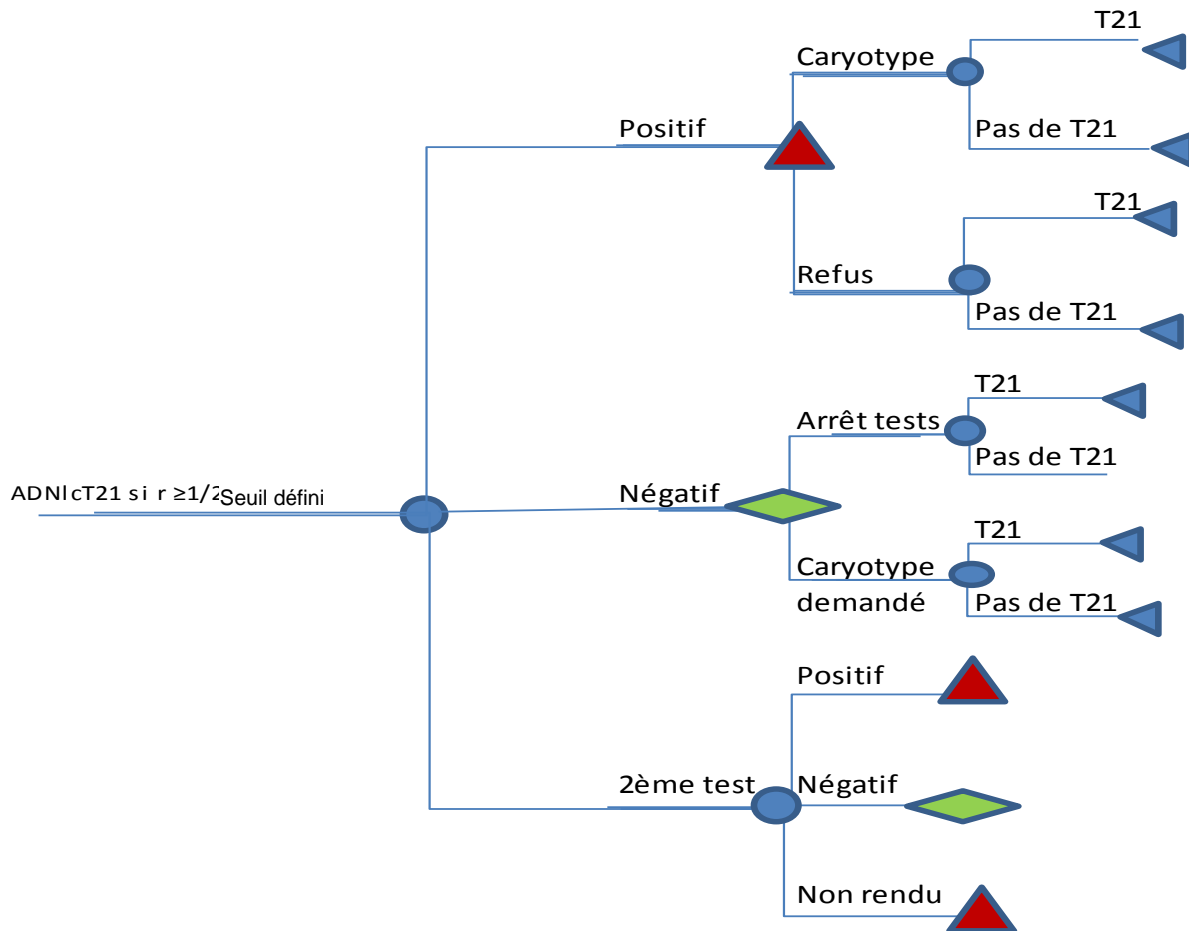 T21
Caryotype
Positif
Pas de T21
T21
Refus
Pas de T21
T21
Arrêt tests
Pas de T21
ADNlcT21 si r ≥1/2 Seuil défini
Négatif
T21
Caryotype
demandé
Pas de T21
Positif
2ème test
Négatif
Non rendu